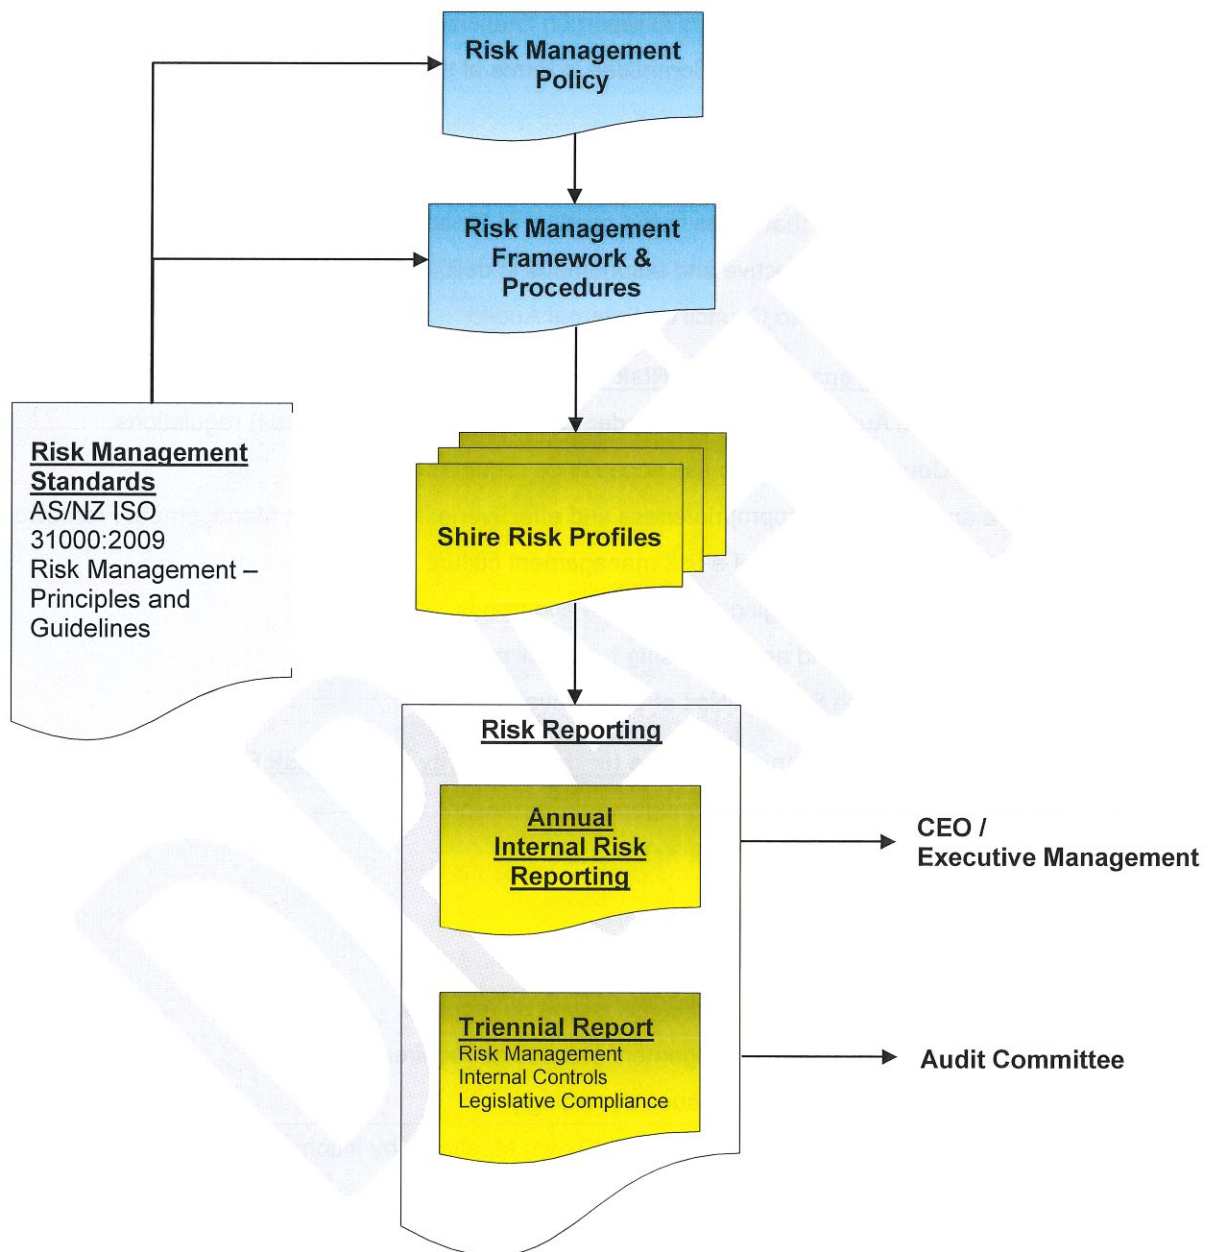 Risk Management
Policy
Risk Management
Framework &
Procedures
Risk Management
Standards
AS/NZ ISO
31000:2009
Risk Management –
Principles and
Guidelines
Shire Risk Profiles
Risk Reporting
Annual
Internal Risk
Reporting
CEO /
Executive Management
Triennial Report
Risk Management
Internal Controls
Legislative Compliance
Audit Committee
DRAFT